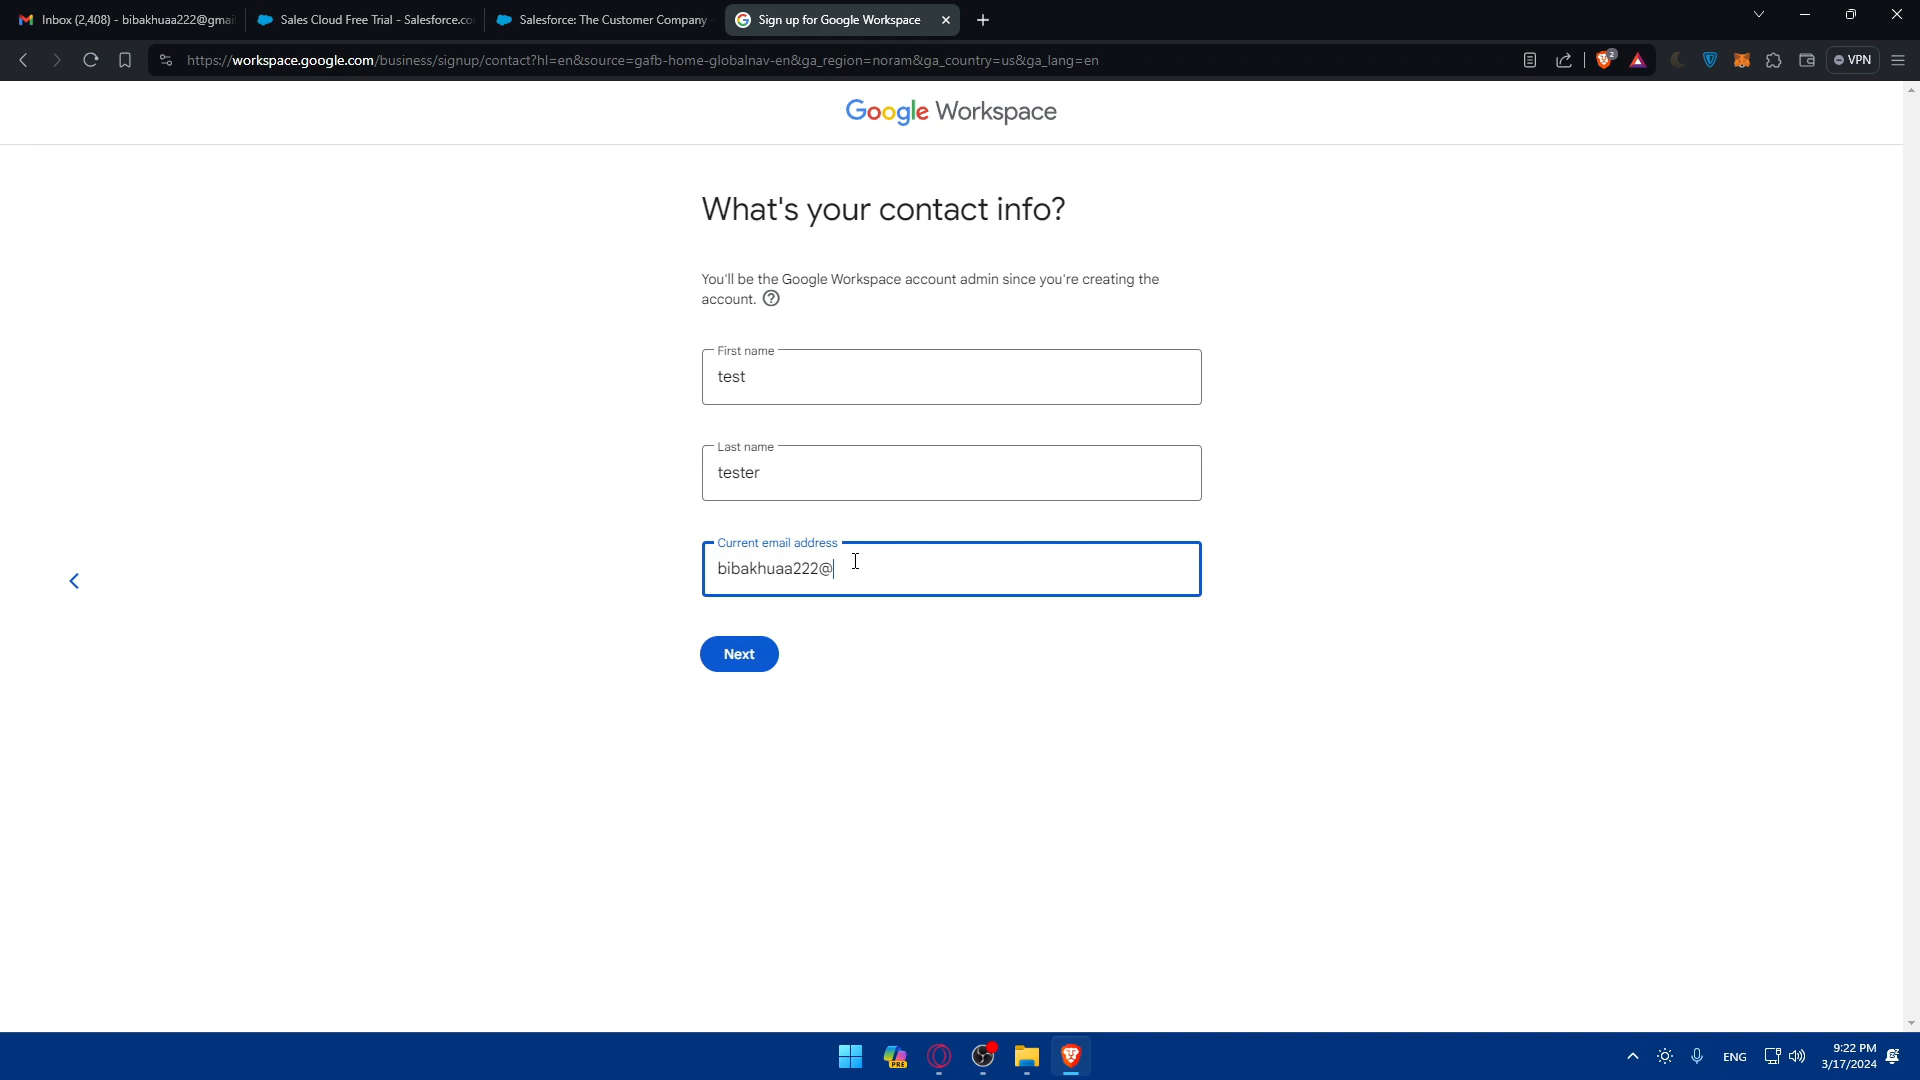 Inbox (2,408) - bibakhuaa222@gmai
Sales Cloud Free Trial - Salesforce.co
Salesforce: The Customer Company
Sign up for Google Workspace
https://workspace.google.com/business/signup/contact?hl=en&source=gafb-home-globalnav-en&ga_region=noram&ga_country=us&ga_lang=en
2
VPN
Google Workspace
What's your contact info?
You'll be the Google Workspace account admin since you're creating the
account.
First name
test
Last name
tester
Current email address
bibakhuaa222@
Next
PRE
ENG
9:22 PM
3/17/2024